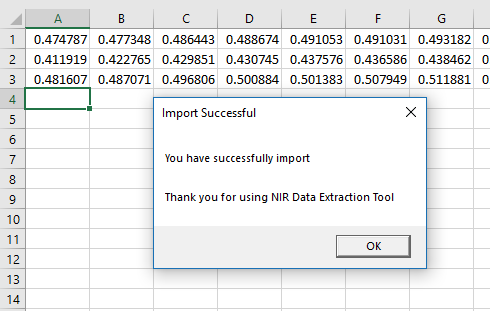 A B C D E F G
1 0.474787 0.477348 0.486443 0.488674 0.491053 0.491031 0.493182 0
2 0.411919 0.422765 0.429851 0.430745 0.437576 0.436586 0.438462 0
3 0.481607 0.487071 0.496806 0.500884 0.501383 0.507949 0.511881 0
4
5
6
7
8
9
10
11
12
13
14
Import Successful
You have successfully import
Thank you for using NIR Data Extraction Tool
OK